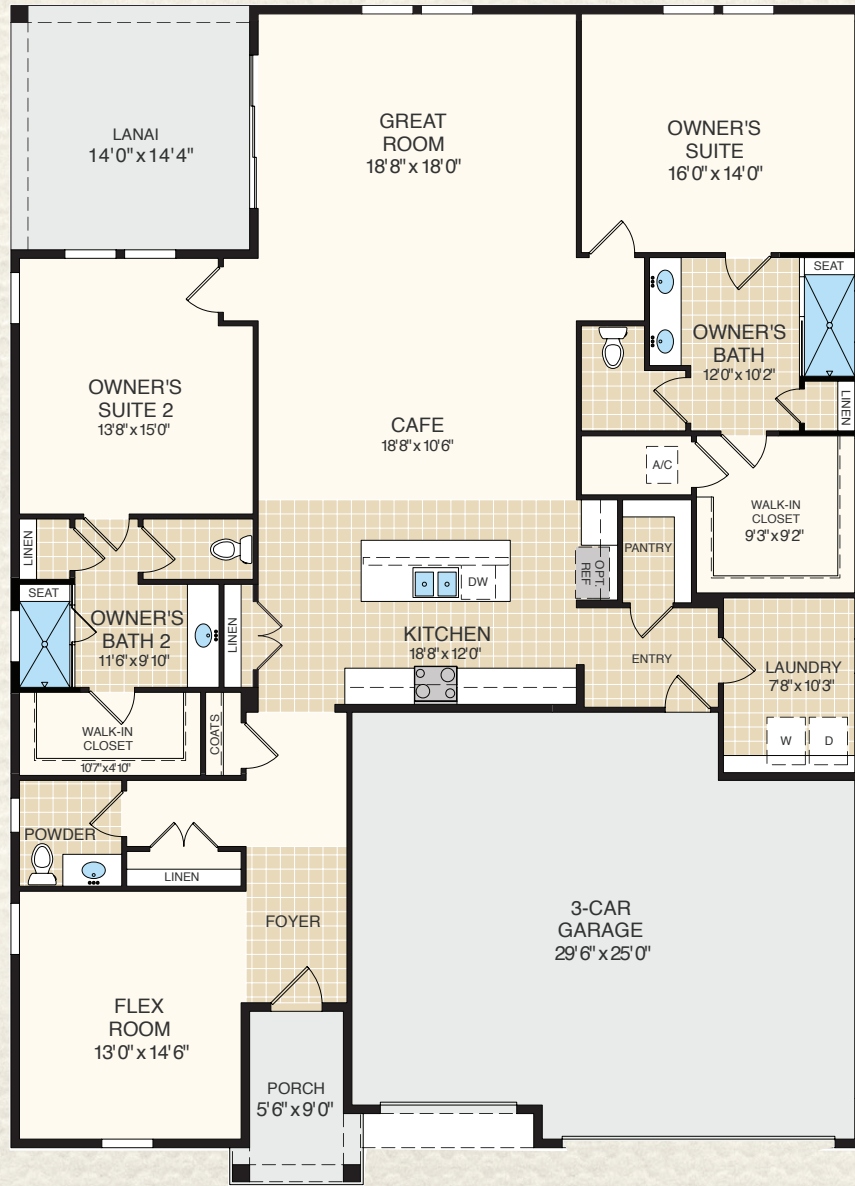 LANAI
14'0" x 14'4"
GREAT
ROOM
18'8" x 18'0"
OWNER'S
SUITE
16'0" x 14'0"
SEAT
OWNER'S
BATH
12'0" x 10'2"
LINEN
OWNER'S
SUITE 2
13'8" x 15'0"
CAFE
18'8" x 10'6"
A/C
WALK-IN
CLOSET
9'3" x 9'2"
LINEN
PANTRY
OPT.
REF
DW
SEAT
OWNER'S
BATH 2
11'6" x 9'10"
LINEN
KITCHEN
18'8" x 12'0"
ENTRY
LAUNDRY
7'8" x 10'3"
W
D
WALK-IN
CLOSET
10'7" x 4'10"
COATS
POWDER
LINEN
FOYER
3-CAR
GARAGE
29'6" x 25'0"
FLEX
ROOM
13'0" x 14'6"
PORCH
5'6" x 9'0"